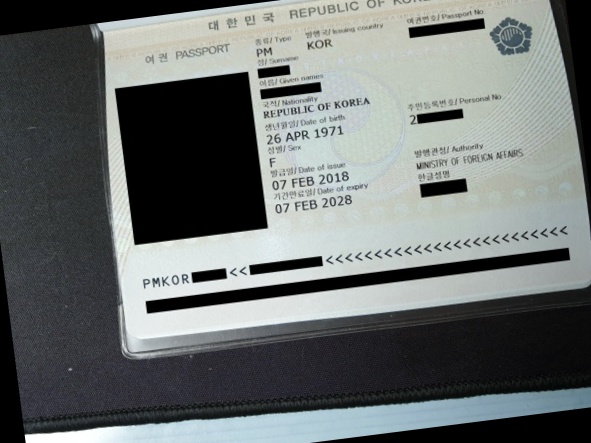 대한민국 REPUBLIC OF KOREA
여권 PASSPORT
종류/ Type 발행국/ Issuing country 여권번호/ Passport No.
PM KOR
성/ Surname
이름/ Given names
국적/ Nationality
REPUBLIC OF KOREA
생년월일/ Date of birth 주민등록번호/ Personal No.
26 APR 1971 2
성별/ Sex
F
발급일/ Date of issue 발행관청/ Authority
07 FEB 2018 MINISTRY OF FOREIGN AFFAIRS
기간만료일/ Date of expiry 한글성명
07 FEB 2028
PMKOR <<  <<<<<<<<<<<<<<<<<<<<<<<<<<<